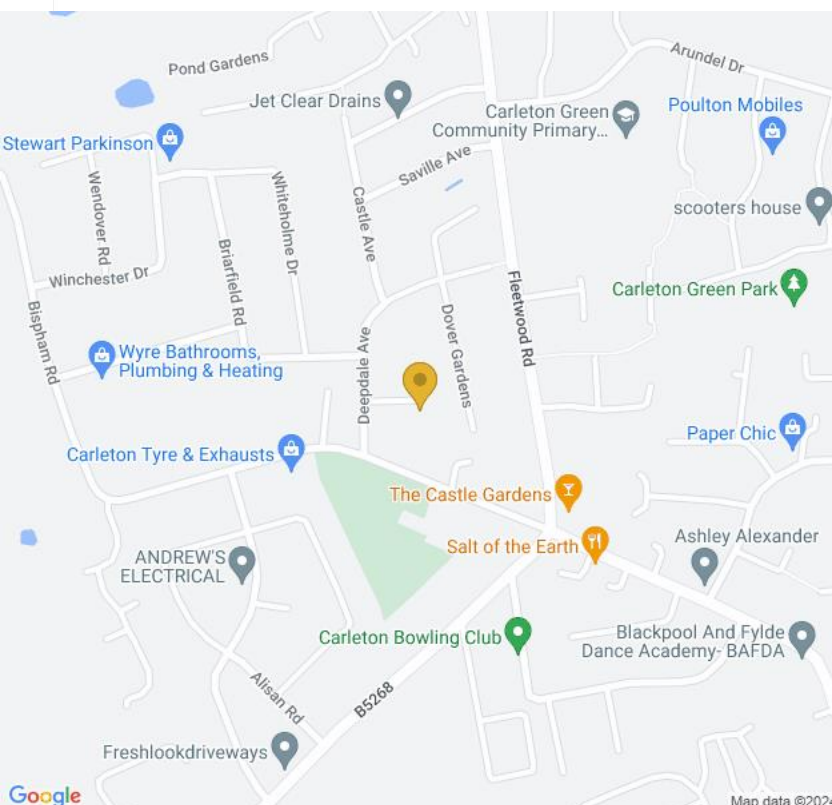 Arundel Dr
Pond Gardens
Jet Clear Drains
Carleton Green
Community Primary...
Poulton Mobiles
Stewart Parkinson
Saville Ave
Wendover Rd
Whiteholme Dr
Castle Ave
scooters house
Briarfield Rd
Winchester Dr
Fleetwood Rd
Carleton Green Park
Bispham Rd
Dover Gardens
Wyre Bathrooms,
Plumbing & Heating
Deepdale Ave
Paper Chic
Carleton Tyre & Exhausts
The Castle Gardens
Salt of the Earth
Ashley Alexander
ANDREW'S
ELECTRICAL
Carleton Bowling Club
Blackpool And Fylde
Dance Academy- BAFDA
Alisan Rd
B5268
Freshlookdriveways
Google
Map data ©2024